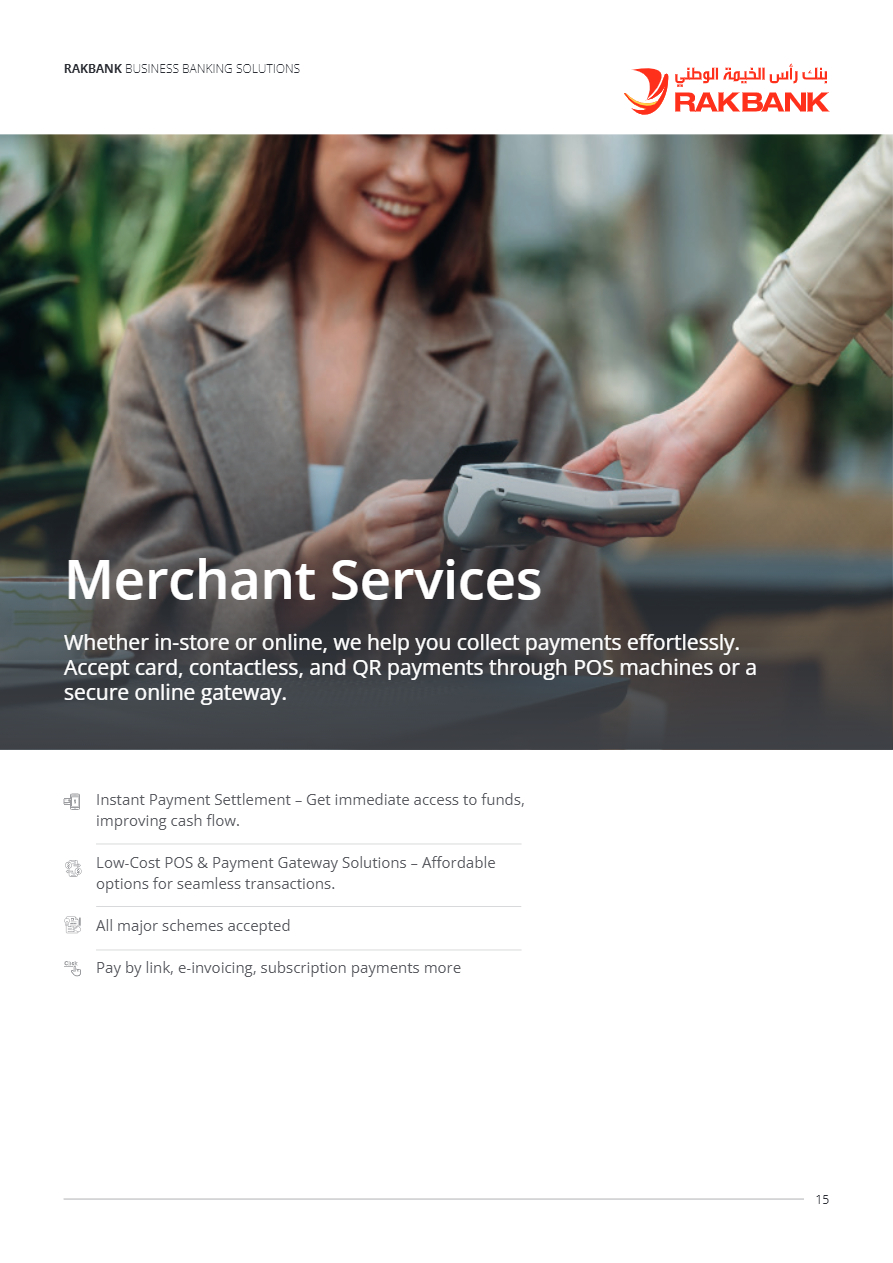 RAKBANK BUSINESS BANKING SOLUTIONS
بنك رأس الخيمة الوطني
RAKBANK
Merchant Services
Whether in-store or online, we help you collect payments effortlessly.
Accept card, contactless, and QR payments through POS machines or a
secure online gateway.
Instant Payment Settlement – Get immediate access to funds,
improving cash flow.
Low-Cost POS & Payment Gateway Solutions – Affordable
options for seamless transactions.
All major schemes accepted
Click
Pay by link, e-invoicing, subscription payments more
15